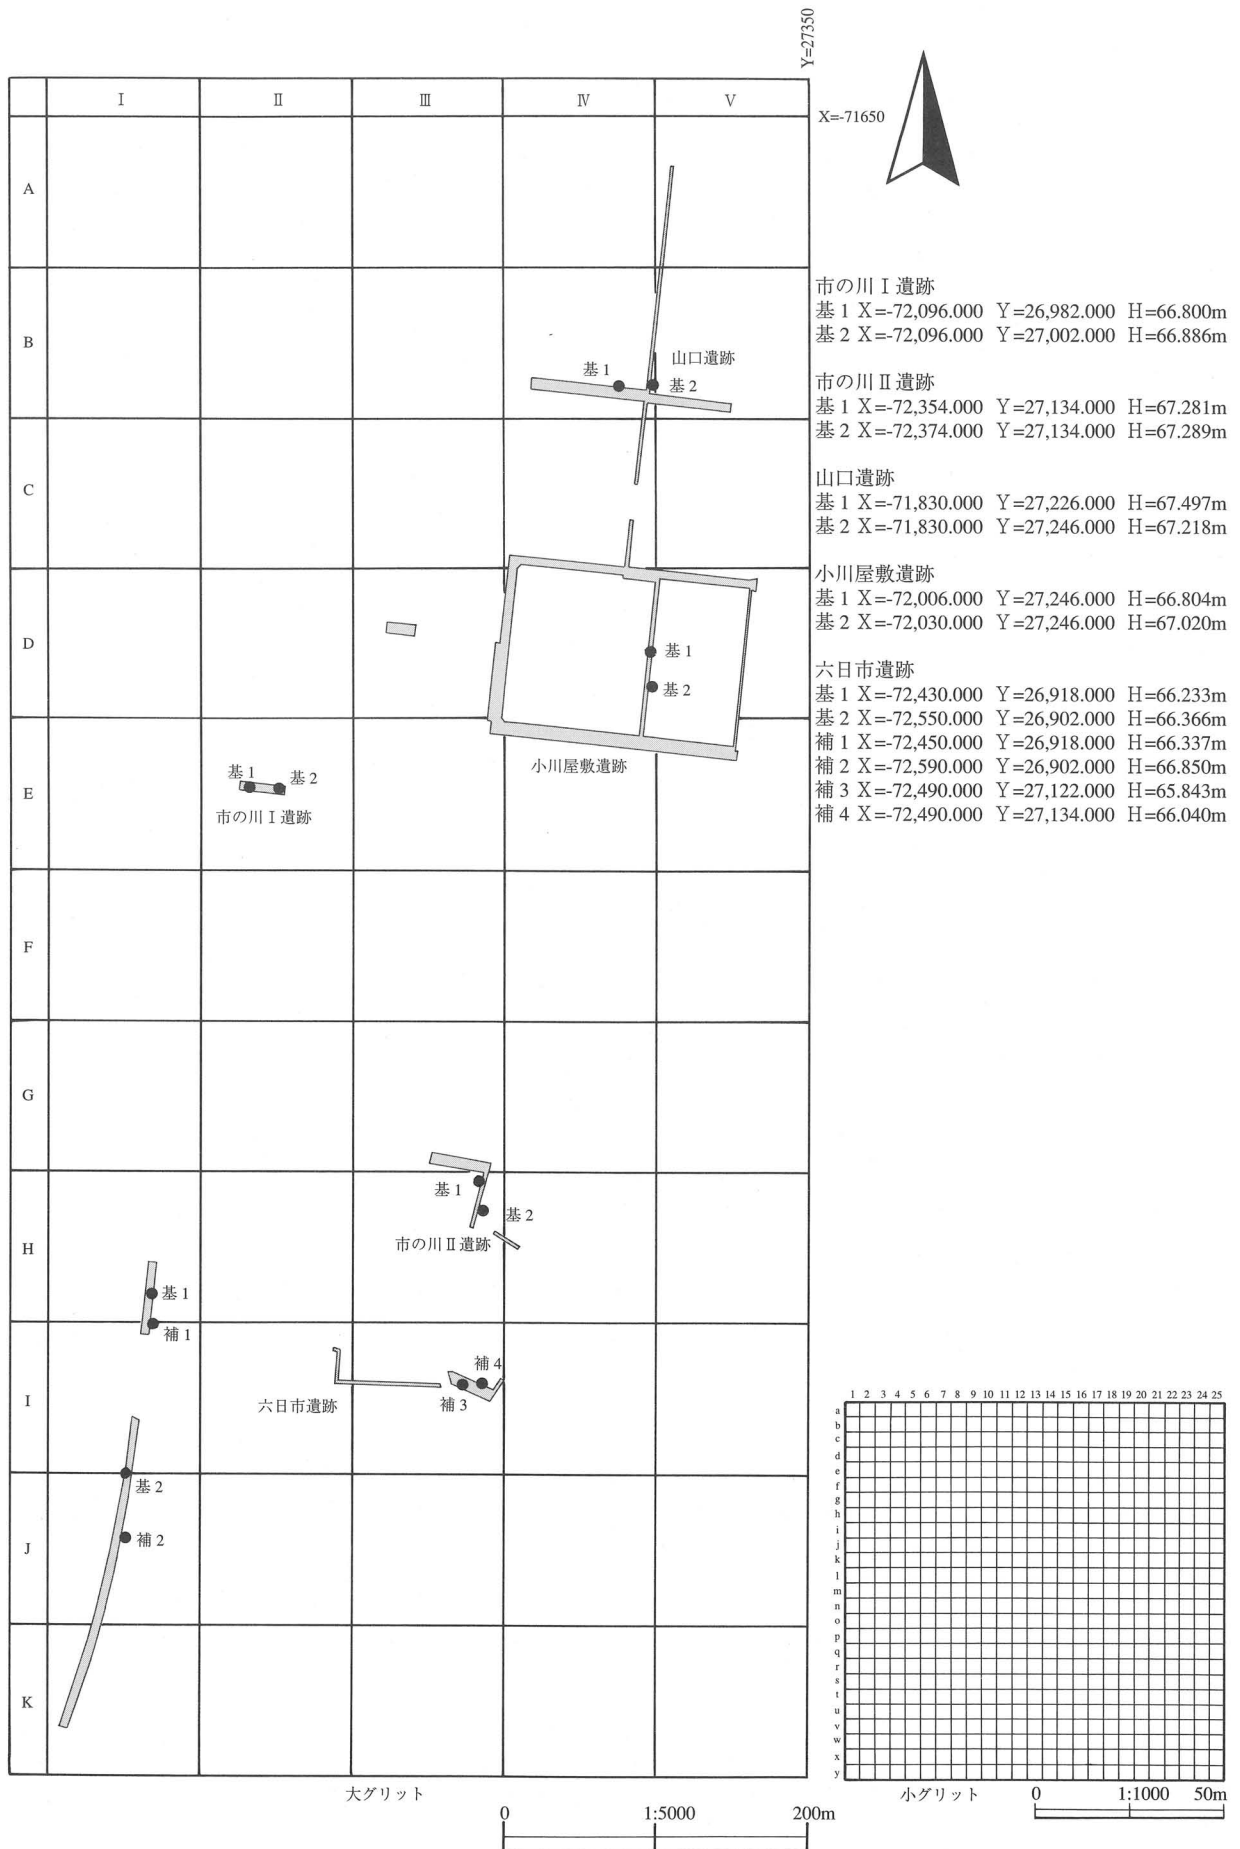 Y=27350
X=-71650
Ⅰ Ⅱ Ⅲ Ⅳ Ⅴ
A
B
C
D
E
F
G
H
I
J
K
山口遺跡
基1
基2
基1
基2
小川屋敷遺跡
基1 基2
市の川Ⅰ遺跡
基1
基2
市の川Ⅱ遺跡
基1
補1
補4
六日市遺跡
補3
基2
補2
市の川Ⅰ遺跡
基1 X=-72,096.000 Y=26,982.000 H=66.800m
基2 X=-72,096.000 Y=27,002.000 H=66.886m
市の川Ⅱ遺跡
基1 X=-72,354.000 Y=27,134.000 H=67.281m
基2 X=-72,374.000 Y=27,134.000 H=67.289m
山口遺跡
基1 X=-71,830.000 Y=27,226.000 H=67.497m
基2 X=-71,830.000 Y=27,246.000 H=67.218m
小川屋敷遺跡
基1 X=-72,006.000 Y=27,246.000 H=66.804m
基2 X=-72,030.000 Y=27,246.000 H=67.020m
六日市遺跡
基1 X=-72,430.000 Y=26,918.000 H=66.233m
基2 X=-72,550.000 Y=26,902.000 H=66.366m
補1 X=-72,450.000 Y=26,918.000 H=66.337m
補2 X=-72,590.000 Y=26,902.000 H=66.850m
補3 X=-72,490.000 Y=27,122.000 H=65.843m
補4 X=-72,490.000 Y=27,134.000 H=66.040m
大グリット
0 1:5000 200m
1 2 3 4 5 6 7 8 9 10 11 12 13 14 15 16 17 18 19 20 21 22 23 24 25
a
b
c
d
e
f
g
h
i
j
k
l
m
n
o
p
q
r
s
t
u
v
w
x
y
小グリット
0 1:1000 50m